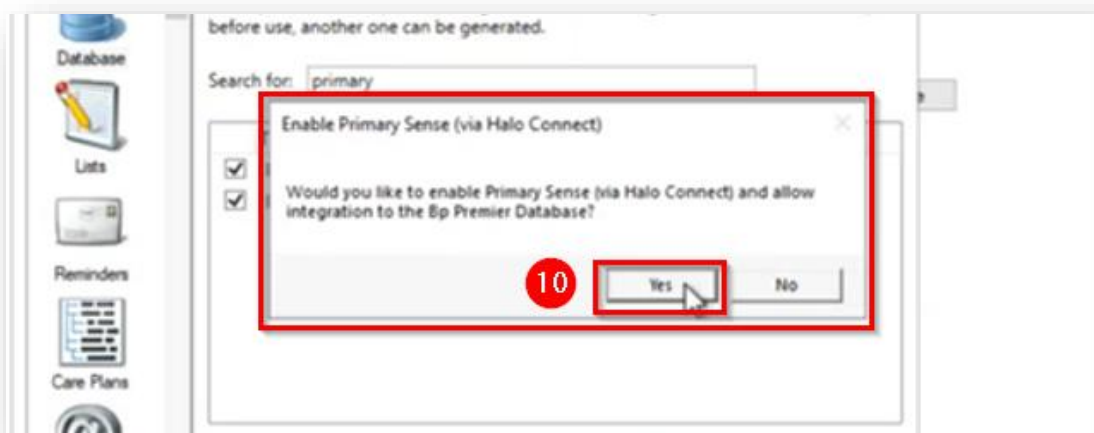 before use, another one can be generated.
Database
Search for: primary
Enable Primary Sense (via Halo Connect)
Lists
Would you like to enable Primary Sense (via Halo Connect) and allow
integration to the Bp Premier Database?
Reminders
10
Yes
No
Care Plans